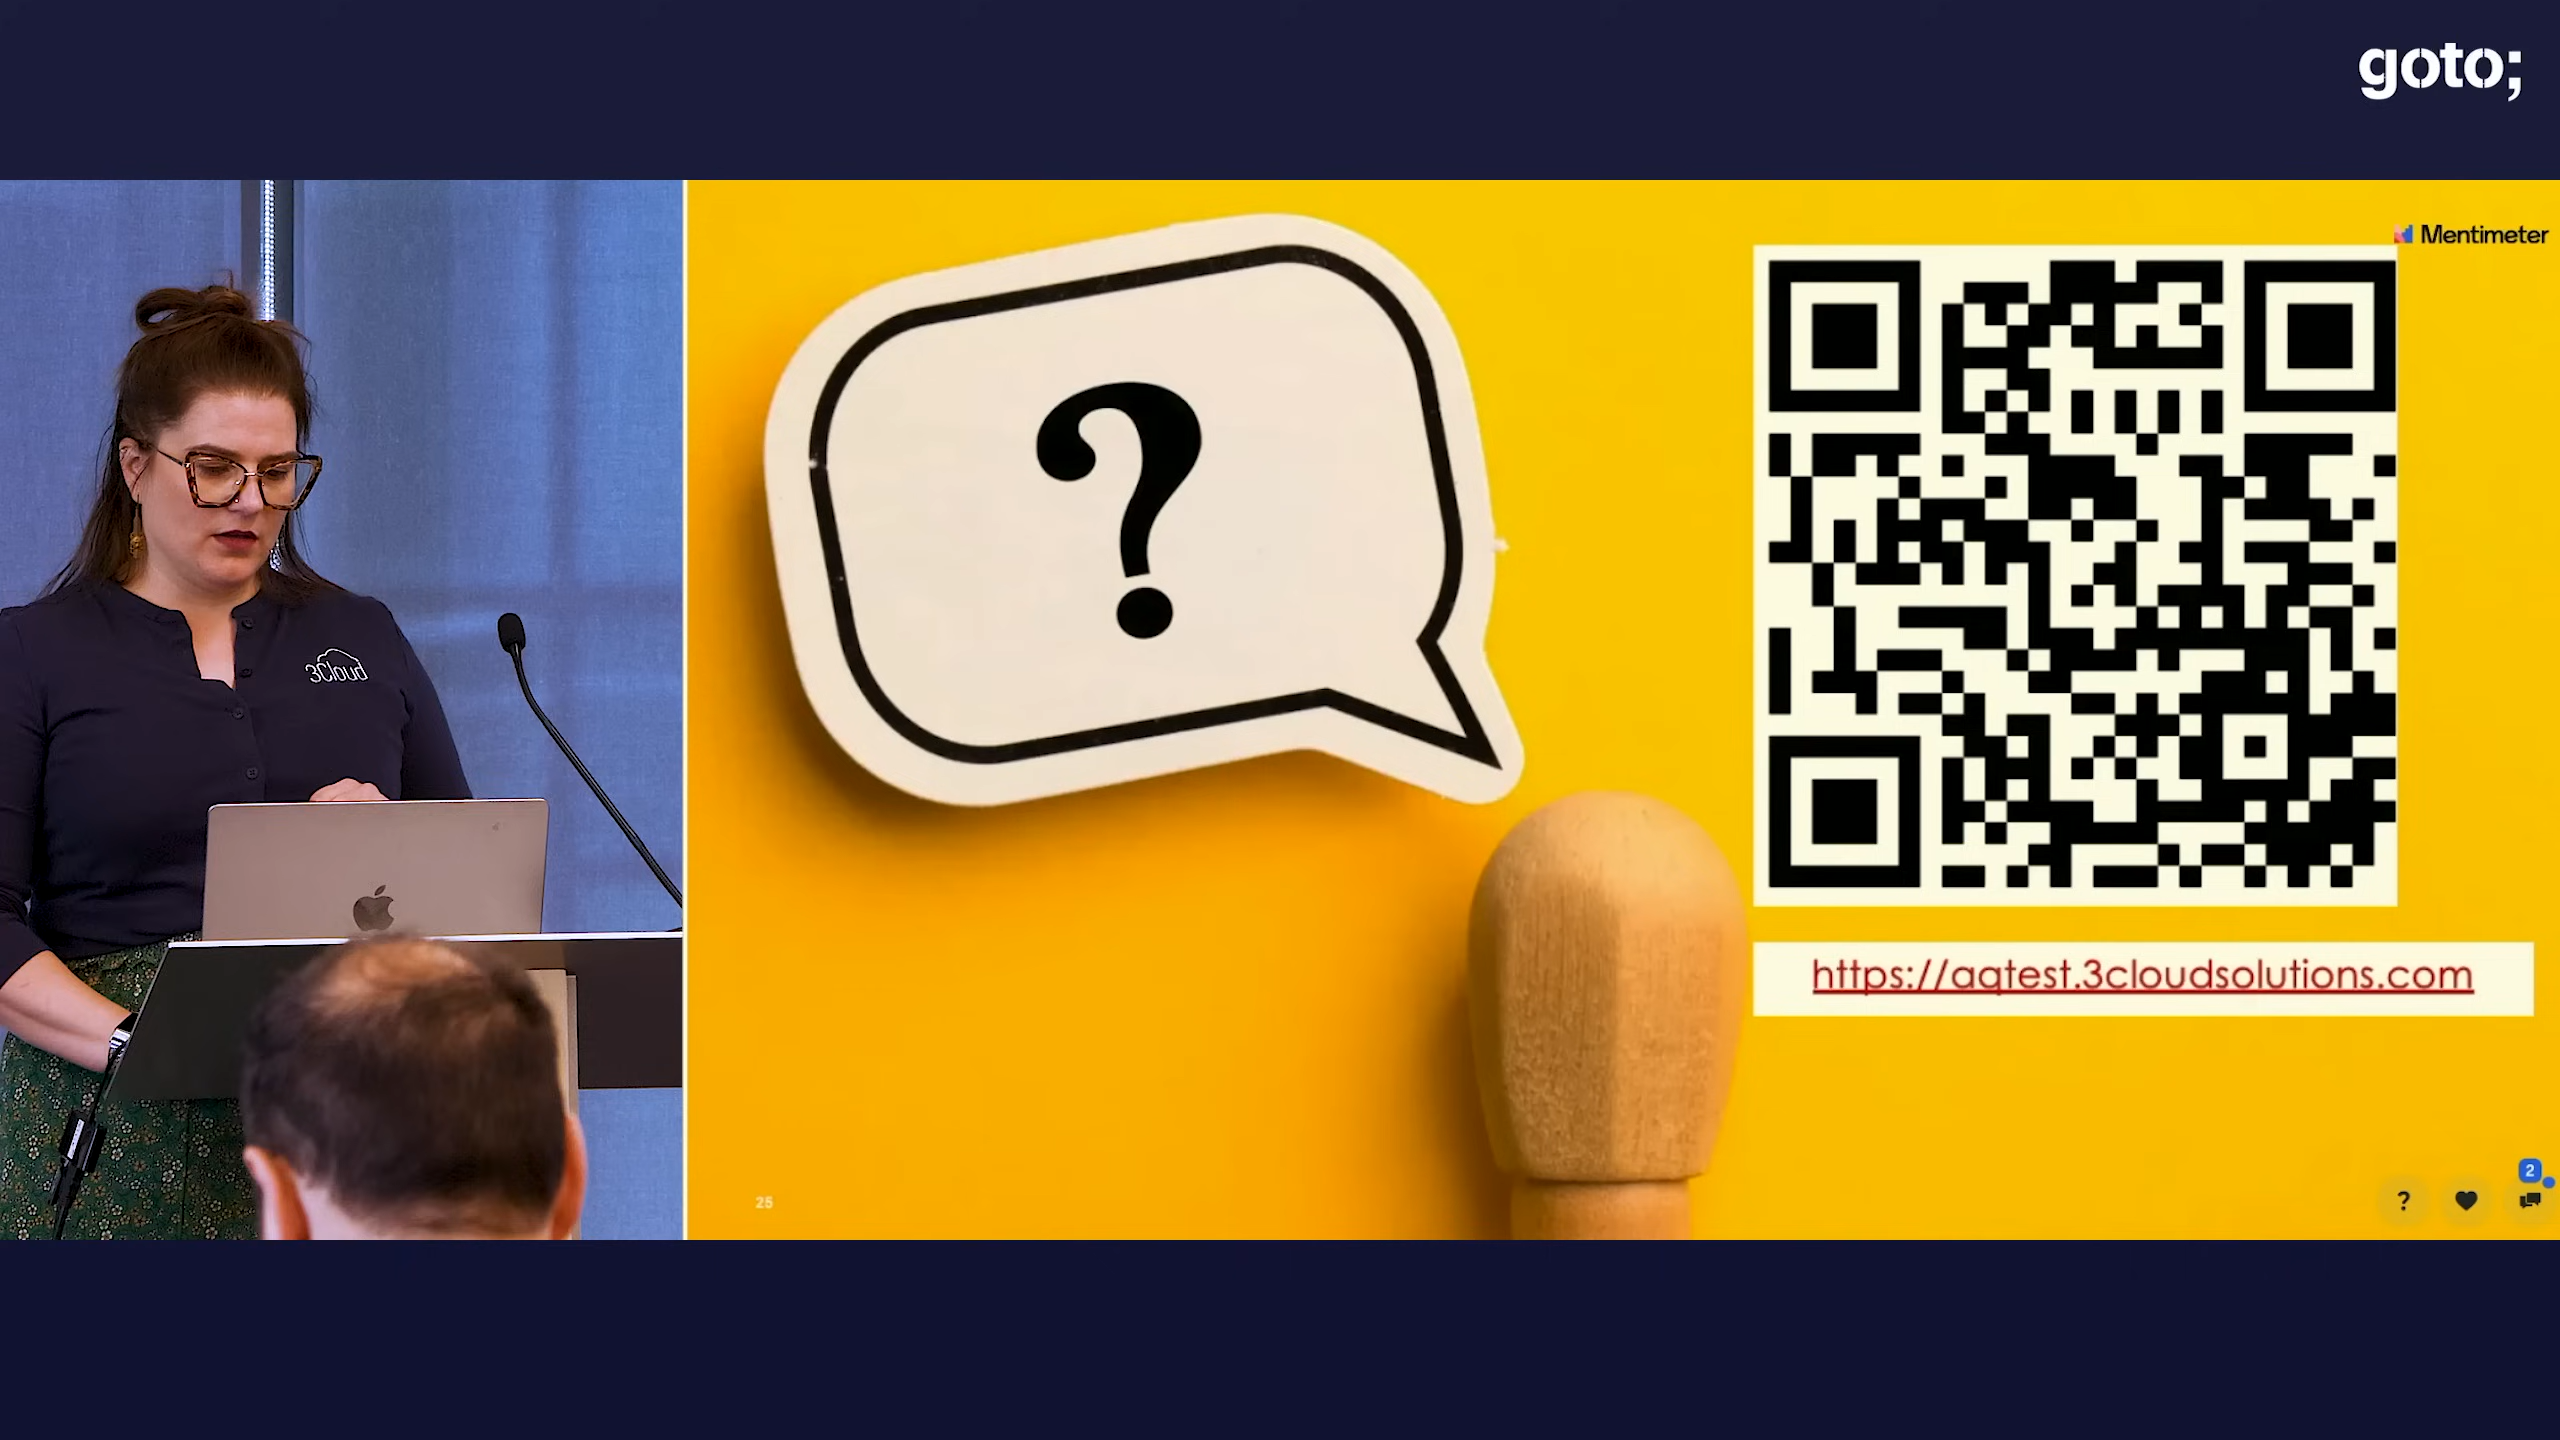 goto;
Mentimeter
3Cloud
?
https://aqtest.3cloudsolutions.com
25
?
2